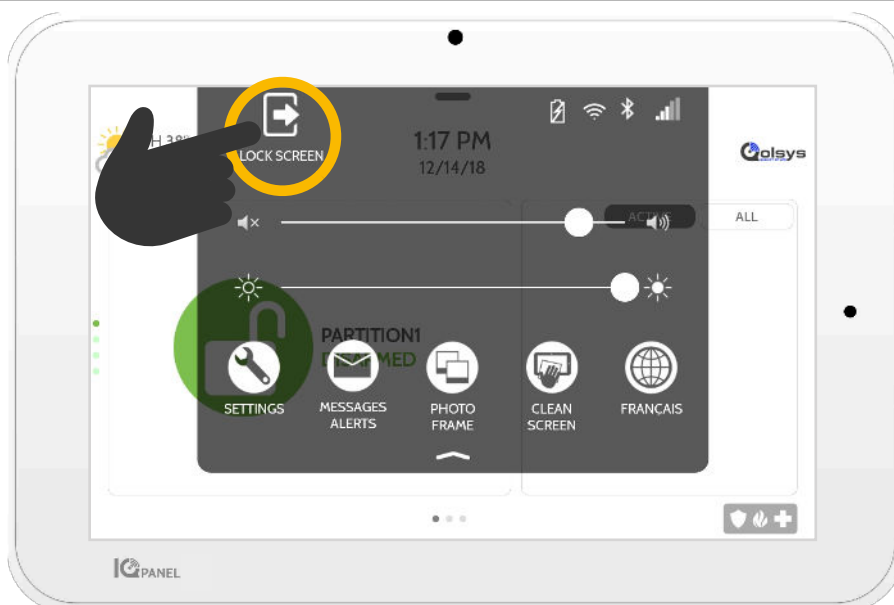 LOCK SCREEN
1:17 PM
12/14/18
Qolsys
ALL
PARTITION1
DISARMED
SETTINGS
MESSAGES
ALERTS
PHOTO
FRAME
CLEAN
SCREEN
FRANÇAIS
IQ PANEL